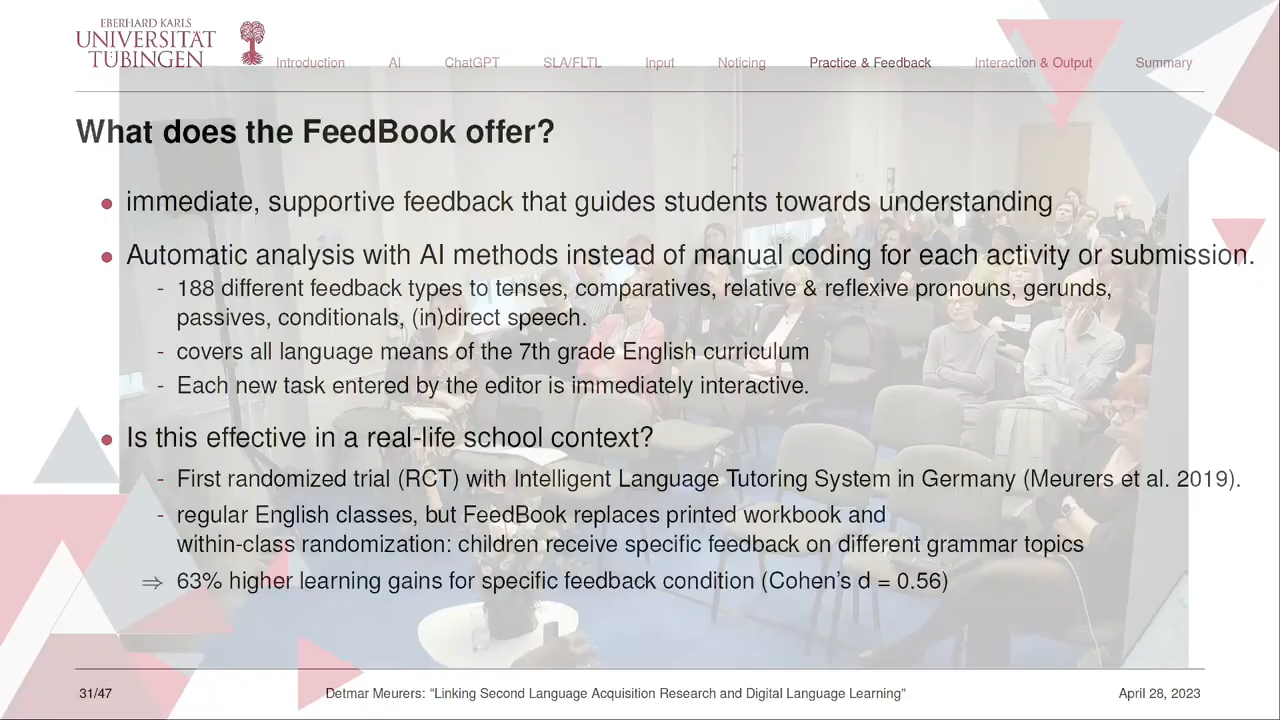 EBERHARD KARLS
UNIVERSITÄT
TÜBINGEN
Introduction AI ChatGPT SLA/FLTL Input Noticing Practice & Feedback Interaction & Output Summary
What does the FeedBook offer?
• immediate, supportive feedback that guides students towards understanding
• Automatic analysis with AI methods instead of manual coding for each activity or submission.
- 188 different feedback types to tenses, comparatives, relative & reflexive pronouns, gerunds,
passives, conditionals, (in)direct speech.
- covers all language means of the 7th grade English curriculum
- Each new task entered by the editor is immediately interactive.
• Is this effective in a real-life school context?
- First randomized trial (RCT) with Intelligent Language Tutoring System in Germany (Meurers et al. 2019).
- regular English classes, but FeedBook replaces printed workbook and
within-class randomization: children receive specific feedback on different grammar topics
⇒ 63% higher learning gains for specific feedback condition (Cohen's d = 0.56)
31/47 Detmar Meurers: “Linking Second Language Acquisition Research and Digital Language Learning” April 28, 2023